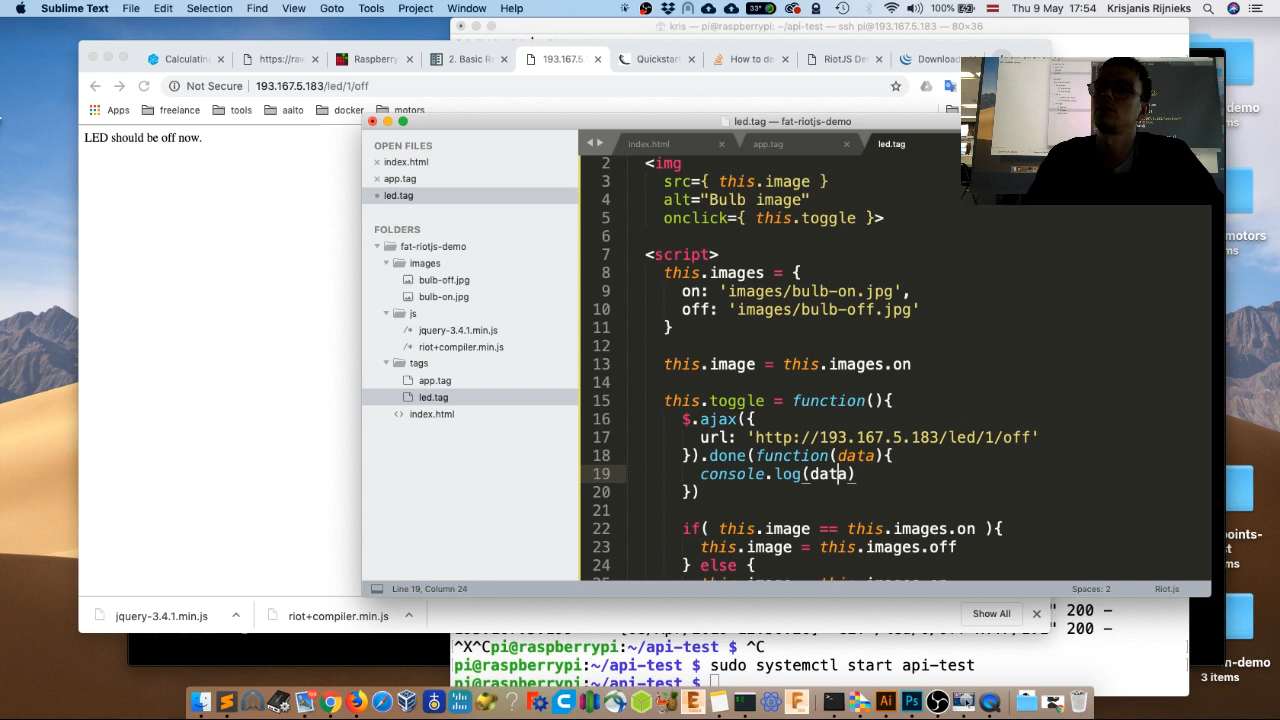 Sublime Text File Edit Selection Find View Goto Tools Project Window Help 33° 100% Thu 9 May 17:54 Krisjanis Rijnieks
kris — pi@raspberrypi: ~/api-test — ssh pi@193.167.5.183 — 80×36
Calculatin × https://raw × Raspberry × 2. Basic f × 193.167.5 × Quickstart × How to de × RiotJS De × Download
Not Secure 193.167.5.183/led/1/off
Apps freelance tools aalto docke motors
LED should be off now.
led.tag — fat-riotjs-demo
OPEN FILES
index.html
app.tag
led.tag
FOLDERS
fat-riotjs-demo
images
bulb-off.jpg
bulb-on.jpg
js
/* jquery-3.4.1.min.js
/* riot+compiler.min.js
tags
app.tag
led.tag
<> index.html
index.html × app.tag × led.tag
2 <img
3 src={ this.image }
4 alt="Bulb image"
5 onclick={ this.toggle }>
6
7 <script>
8 this.images = {
9 on: 'images/bulb-on.jpg',
10 off: 'images/bulb-off.jpg'
11 }
12
13 this.image = this.images.on
14
15 this.toggle = function(){
16 $.ajax({
17 url: 'http://193.167.5.183/led/1/off'
18 }).done(function(data){
19 console.log(data)
20 })
21
22 if( this.image == this.images.on ){
23 this.image = this.images.off
24 } else {
Line 19, Column 24 Spaces: 2 Riot.js
jquery-3.4.1.min.js riot+compiler.min.js Show All
" 200 -
" 200 -
^X^Cpi@raspberrypi:~/api-test $ ^C
pi@raspberrypi:~/api-test $ sudo systemctl start api-test
pi@raspberrypi:~/api-test $
demo
motors
ms
points-
ms
n-demo
3 items